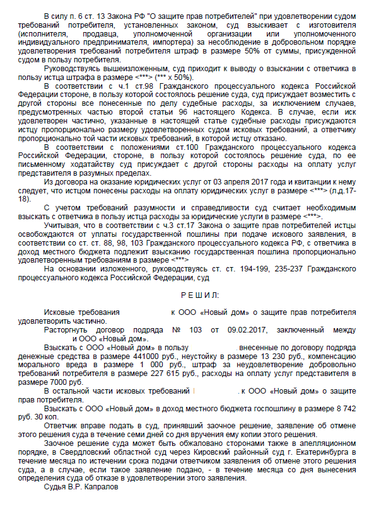 В силу п. 6 ст. 13 Закона РФ "О защите прав потребителей" при удовлетворении судом
требований потребителя, установленных законом, суд взыскивает с изготовителя
(исполнителя, продавца, уполномоченной организации или уполномоченного
индивидуального предпринимателя, импортера) за несоблюдение в добровольном порядке
удовлетворения требований потребителя штраф в размере 50% от суммы, присужденной
судом в пользу потребителя.
Руководствуясь вышеизложенным, суд приходит к выводу о взыскании с ответчика в
пользу истца штрафа в размере <***> (*** х 50%).
В соответствии с ч.1 ст.98 Гражданского процессуального кодекса Российской
Федерации стороне, в пользу которой состоялось решение суда, суд присуждает возместить с
другой стороны все понесенные по делу судебные расходы, за исключением случаев,
предусмотренных частью второй статьи 96 настоящего Кодекса. В случае, если иск
удовлетворен частично, указанные в настоящей статье судебные расходы присуждаются
истцу пропорционально размеру удовлетворенных судом исковых требований, а ответчику
пропорционально той части исковых требований, в которой истцу отказано.
В соответствии с положениями ст.100 Гражданского процессуального кодекса
Российской Федерации, стороне, в пользу которой состоялось решение суда, по ее
письменному ходатайству суд присуждает с другой стороны расходы на оплату услуг
представителя в разумных пределах.
Из договора на оказание юридических услуг от 03 апреля 2017 года и квитанции к нему
следует, что истцом понесены расходы на оплату юридических услуг в размере <***> (л.д.17-
18).
С учетом требований разумности и справедливости суд считает необходимым
взыскать с ответчика в пользу истца расходы за юридические услуги в размере <***>.
Учитывая, что в соответствии с ч.3 ст.17 Закона о защите прав потребителей истцы
освобождаются от уплаты государственной пошлины при подаче искового заявления, в
соответствии со ст. ст. 88, 98, 103 Гражданского процессуального кодекса РФ, с ответчика в
доход местного бюджета подлежит взысканию государственная пошлина пропорционально
удовлетворенным требованиям в размере <***>
На основании изложенного, руководствуясь ст. ст. 194-199, 235-237 Гражданского
процессуального кодекса Российской Федерации, суд
Р Е Ш И Л:
Исковые требования к ООО «Новый дом» о защите прав потребителя
удовлетворить частично.
Расторгнуть договор подряда № 103 от 09.02.2017, заключенный между
и ООО «Новый дом».
Взыскать с ООО «Новый дом» в пользу внесенные по договору подряда
денежные средства в размере 441000 руб., неустойку в размере 13 230 руб., компенсацию
морального вреда в размере 1 000 руб., штраф за неудовлетворение добровольно
требований потребителя в размере 227 615 руб., расходы на оплату услуг представителя в
размере 7000 руб.
В остальной части исковых требований к ООО «Новый дом» о защите
прав потребителя.
Взыскать с ООО «Новый дом» в доход местного бюджета госпошлину в размере 8 742
руб. 30 коп.
Ответчик вправе подать в суд, принявший заочное решение, заявление об отмене
этого решения суда в течение семи дней со дня вручения ему копии этого решения.
Заочное решение суда может быть обжаловано сторонами также в апелляционном
порядке, в Свердловский областной суд через Кировский районный суд г. Екатеринбурга в
течение месяца по истечении срока подачи ответчиком заявления об отмене этого решения
суда, а в случае, если такое заявление подано, - в течение месяца со дня вынесения
определения суда об отказе в удовлетворении этого заявления.
Судья В.Р. Капралов